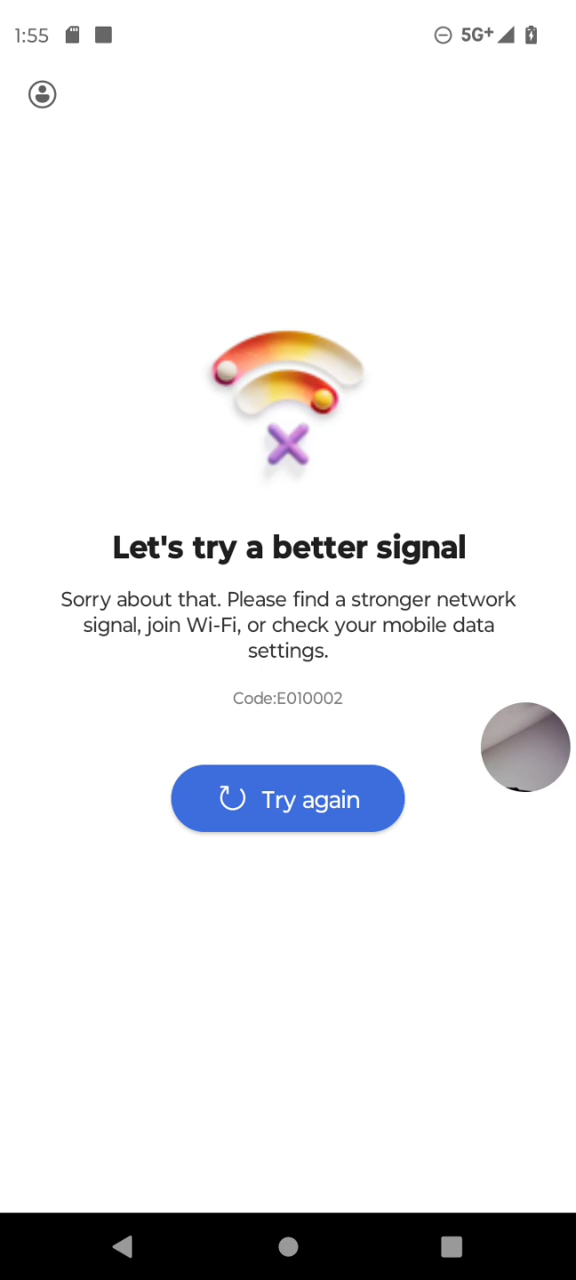 1:55
5G+
Let's try a better signal
Sorry about that. Please find a stronger network
signal, join Wi-Fi, or check your mobile data
settings.
Code:E010002
Try again